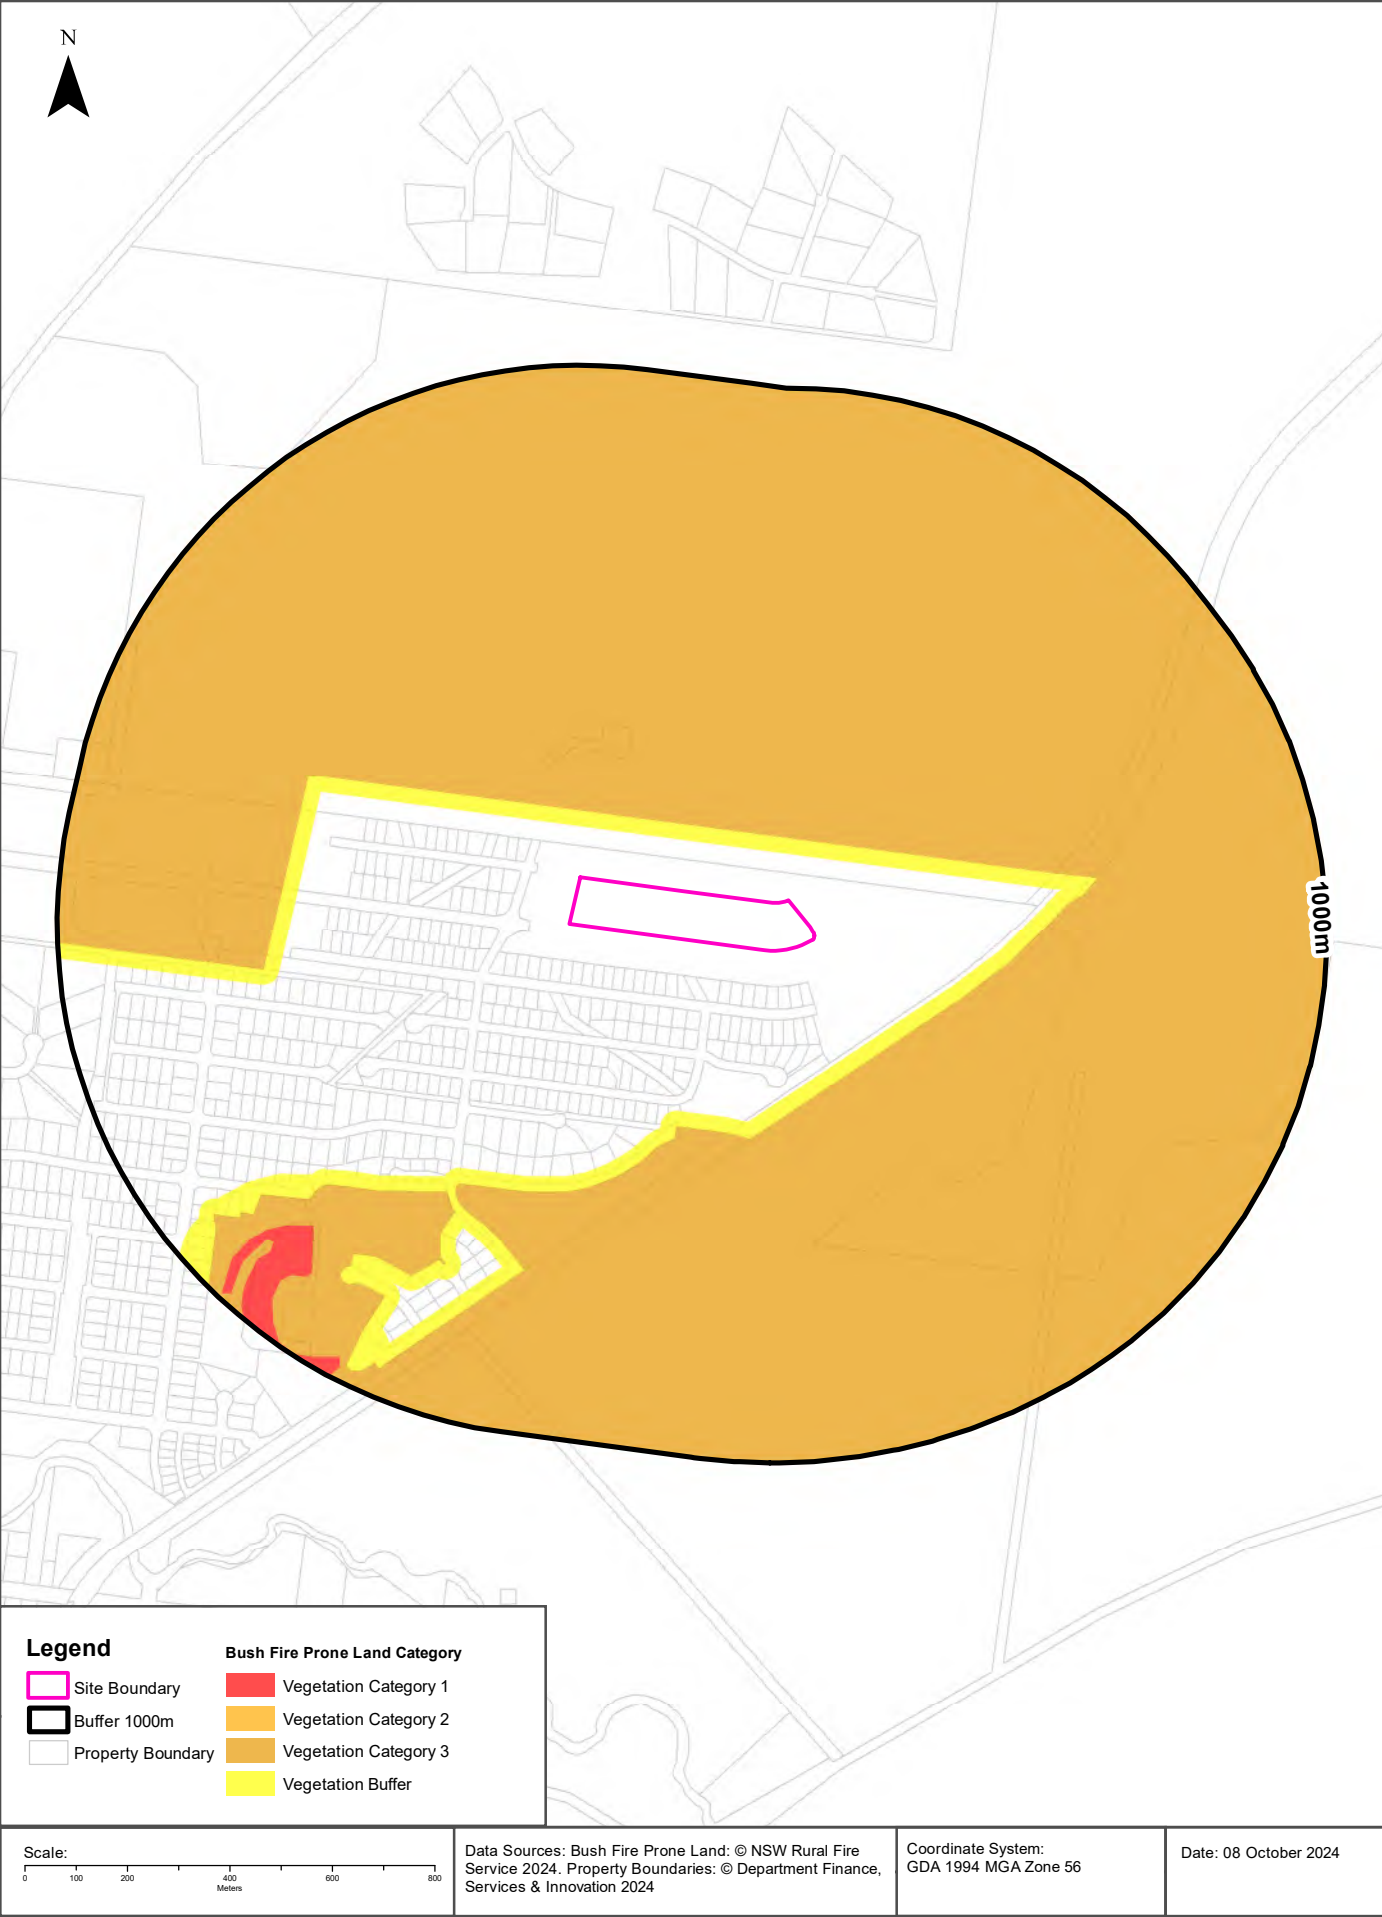 N
1000m
Legend
Site Boundary
Buffer 1000m
Property Boundary
Bush Fire Prone Land Category
Vegetation Category 1
Vegetation Category 2
Vegetation Category 3
Vegetation Buffer
Scale:
0 100 200 400 600 800
Meters
Data Sources: Bush Fire Prone Land: © NSW Rural Fire
Service 2024. Property Boundaries: © Department Finance,
Services & Innovation 2024
Coordinate System:
GDA 1994 MGA Zone 56
Date: 08 October 2024